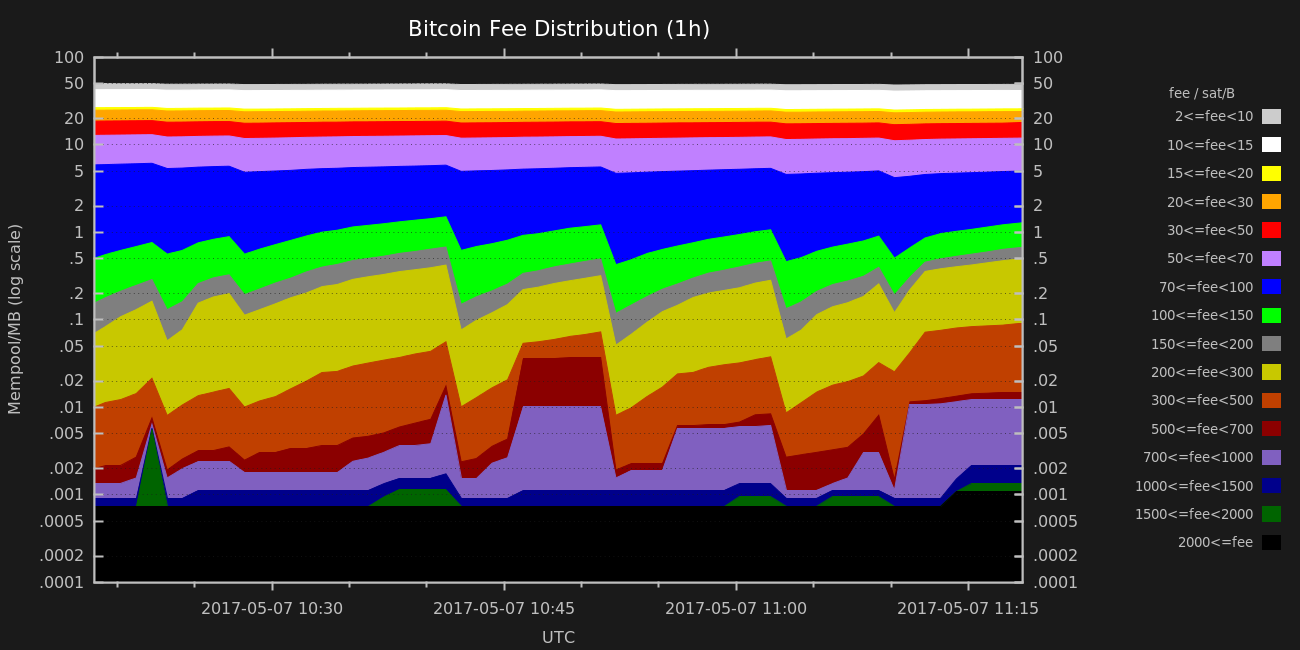 Bitcoin Fee Distribution (1h)
100
50
20
10
5
2
1
.5
.2
.1
.05
.02
.01
.005
.002
.001
.0005
.0002
.0001
Mempool/MB (log scale)
100
50
20
10
5
2
1
.5
.2
.1
.05
.02
.01
.005
.002
.001
.0005
.0002
.0001
2017-05-07 10:30
2017-05-07 10:45
2017-05-07 11:00
2017-05-07 11:15
UTC
fee / sat/B
2<=fee<10
10<=fee<15
15<=fee<20
20<=fee<30
30<=fee<50
50<=fee<70
70<=fee<100
100<=fee<150
150<=fee<200
200<=fee<300
300<=fee<500
500<=fee<700
700<=fee<1000
1000<=fee<1500
1500<=fee<2000
2000<=fee